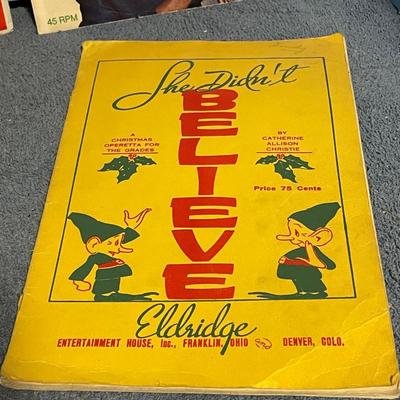 45 RPM
She Didn't
BELIEVE
A
CHRISTMAS
OPERETTA FOR
THE GRADES
BY
CATHERINE
ALLISON
CHRISTIE
Price 75 Cents
Eldridge
ENTERTAINMENT HOUSE, Inc., FRANKLIN, OHIO DENVER, COLO.